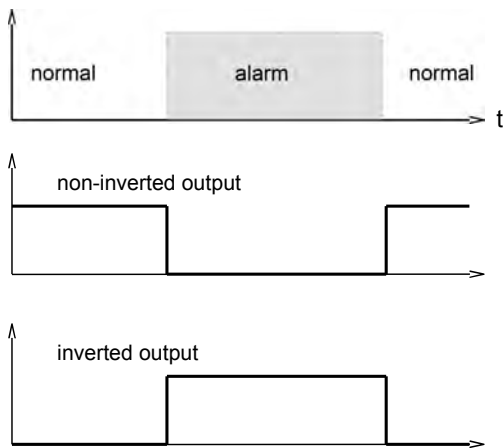 normal alarm normal
t
non-inverted output
inverted output